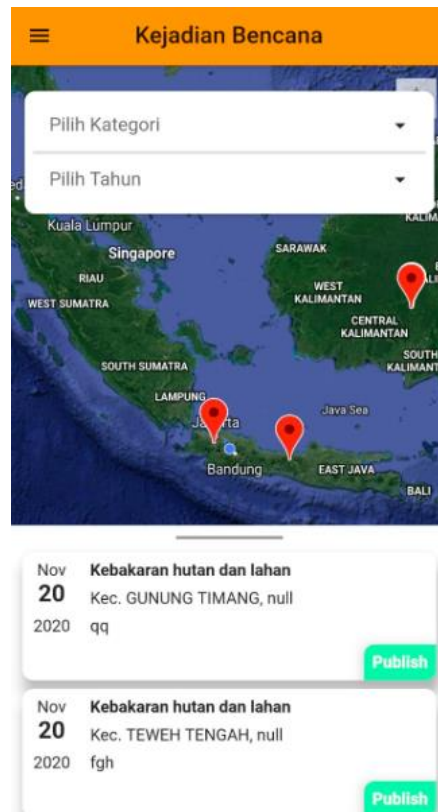 Kejadian Bencana
Pilih Kategori
Pilih Tahun
Kuala Lumpur
Singapore
SARAWAK
RIAU
WEST SUMATRA
WEST
KALIMANTAN
CENTRAL
KALIMANTAN
SOUTH SUMATRA
SOUTH
LAMPUNG
Java Sea
Bandung
EAST JAVA
BALI
Nov
20
2020
Kebakaran hutan dan lahan
Kec. GUNUNG TIMANG, null
qq
Publish
Nov
20
2020
Kebakaran hutan dan lahan
Kec. TEWEH TENGAH, null
fgh
Publish